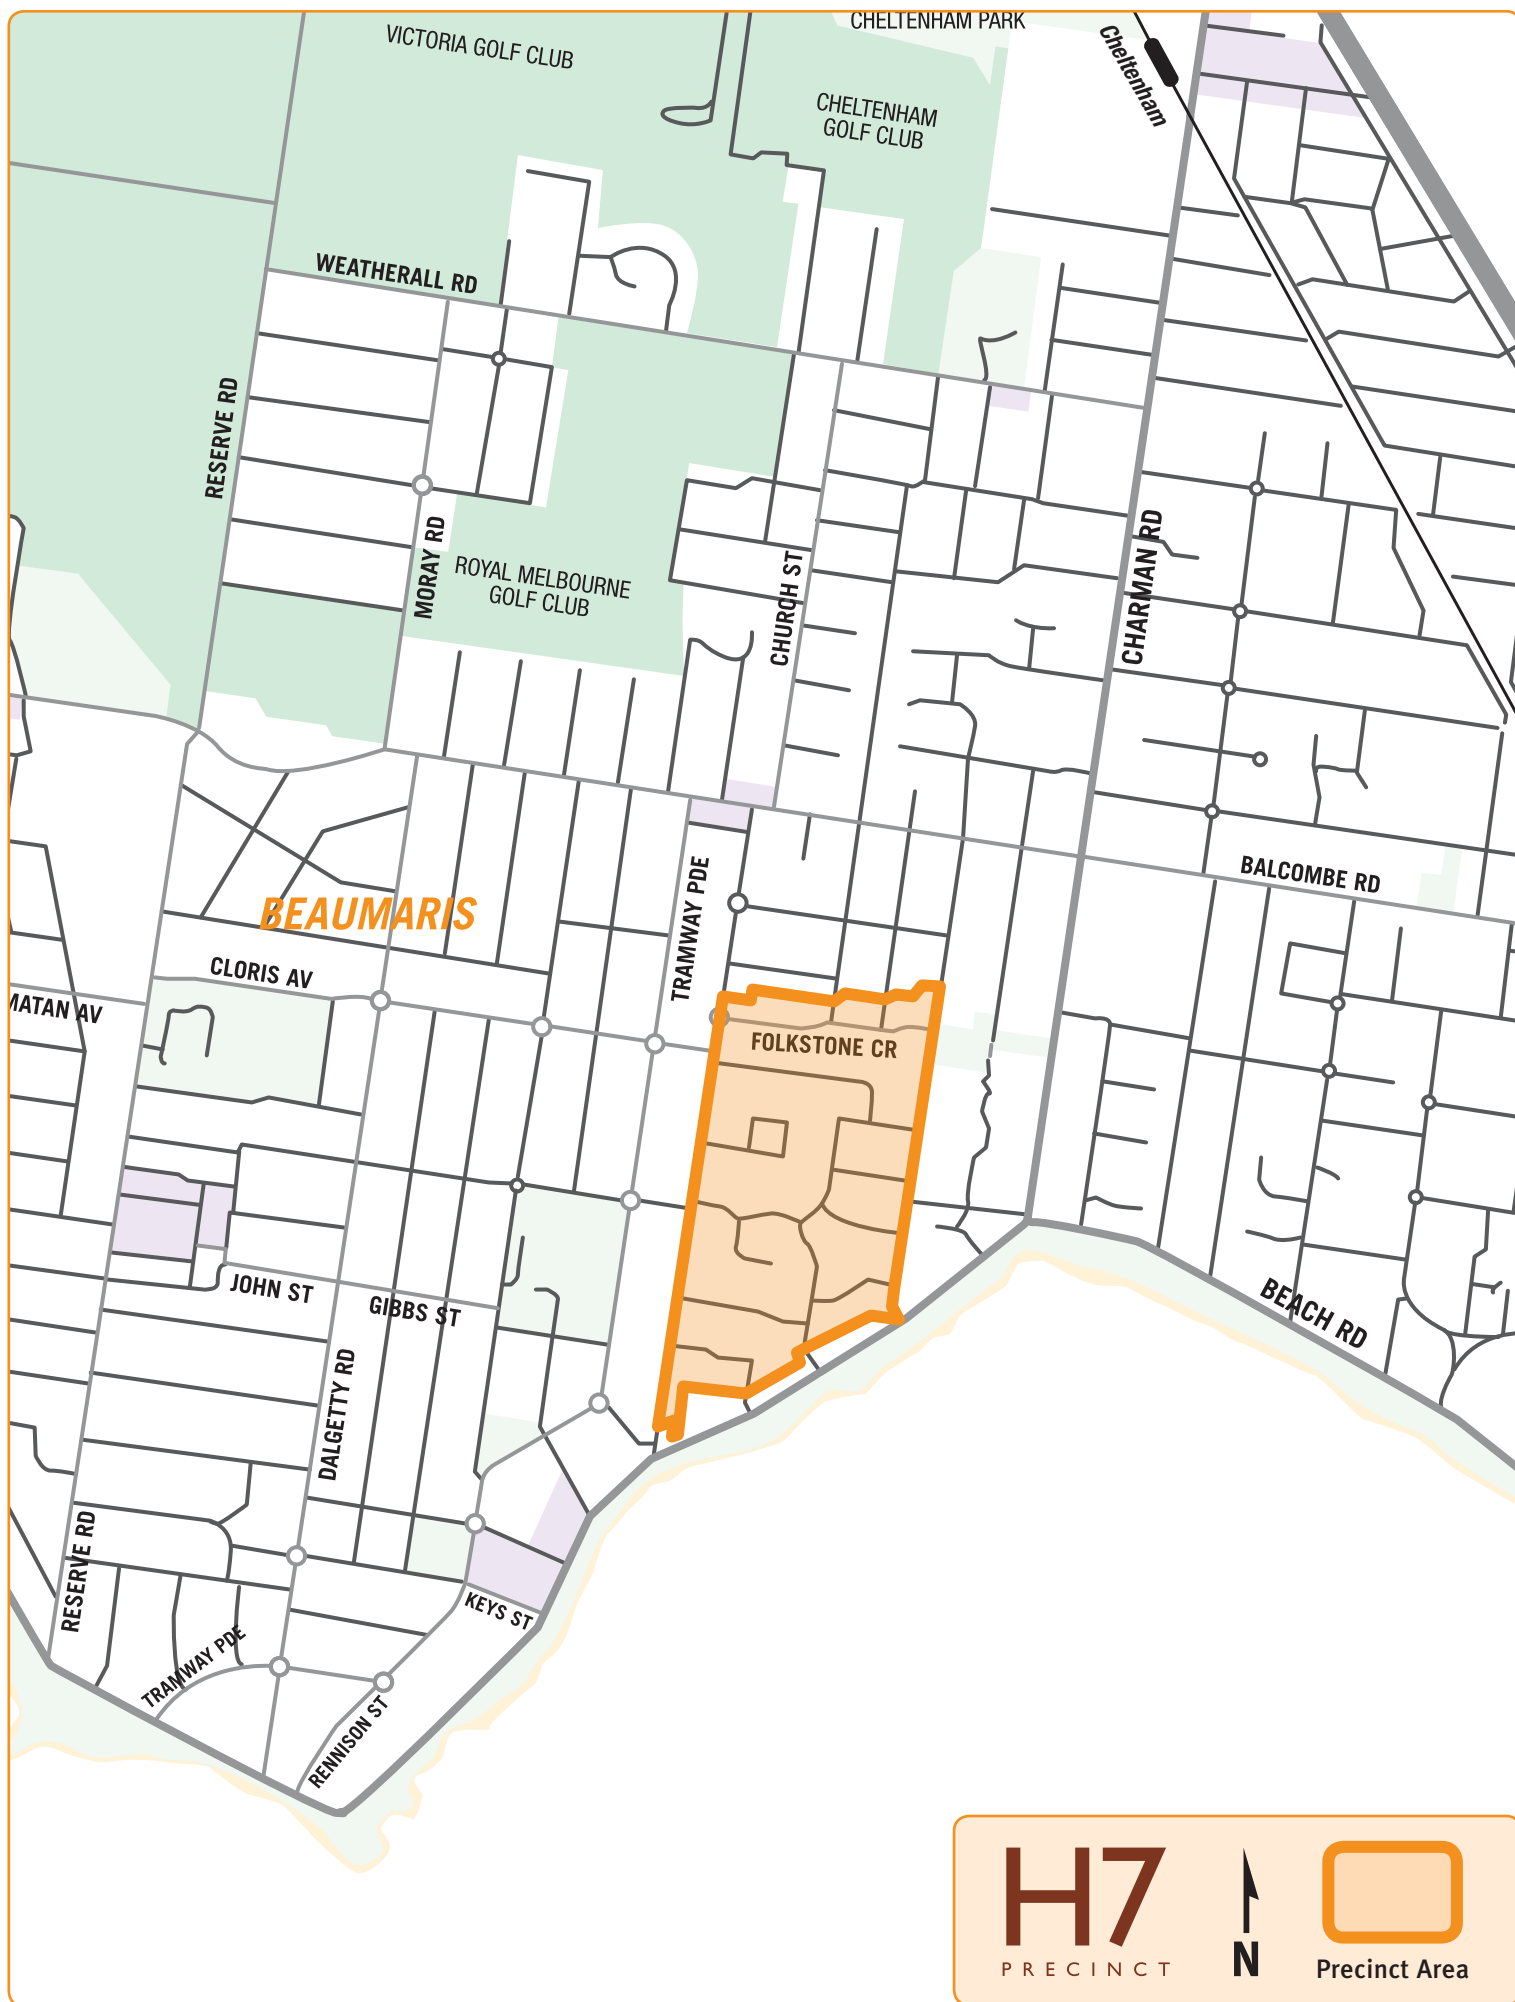 CHELTENHAM PARK
VICTORIA GOLF CLUB
Cheltenham
CHELTENHAM
GOLF CLUB
WEATHERALL RD
RESERVE RD
MORAY RD
ROYAL MELBOURNE
GOLF CLUB
CHURCH ST
CHARMAN RD
BALCOMBE RD
TRAMWAY PDE
BEAUMARIS
CLORIS AV
MATAN AV
FOLKSTONE CR
JOHN ST
GIBBS ST
BEACH RD
DALGETTY RD
RESERVE RD
KEYS ST
TRAMWAY PDE
RENNISON ST
H7
PRECINCT
N
Precinct Area